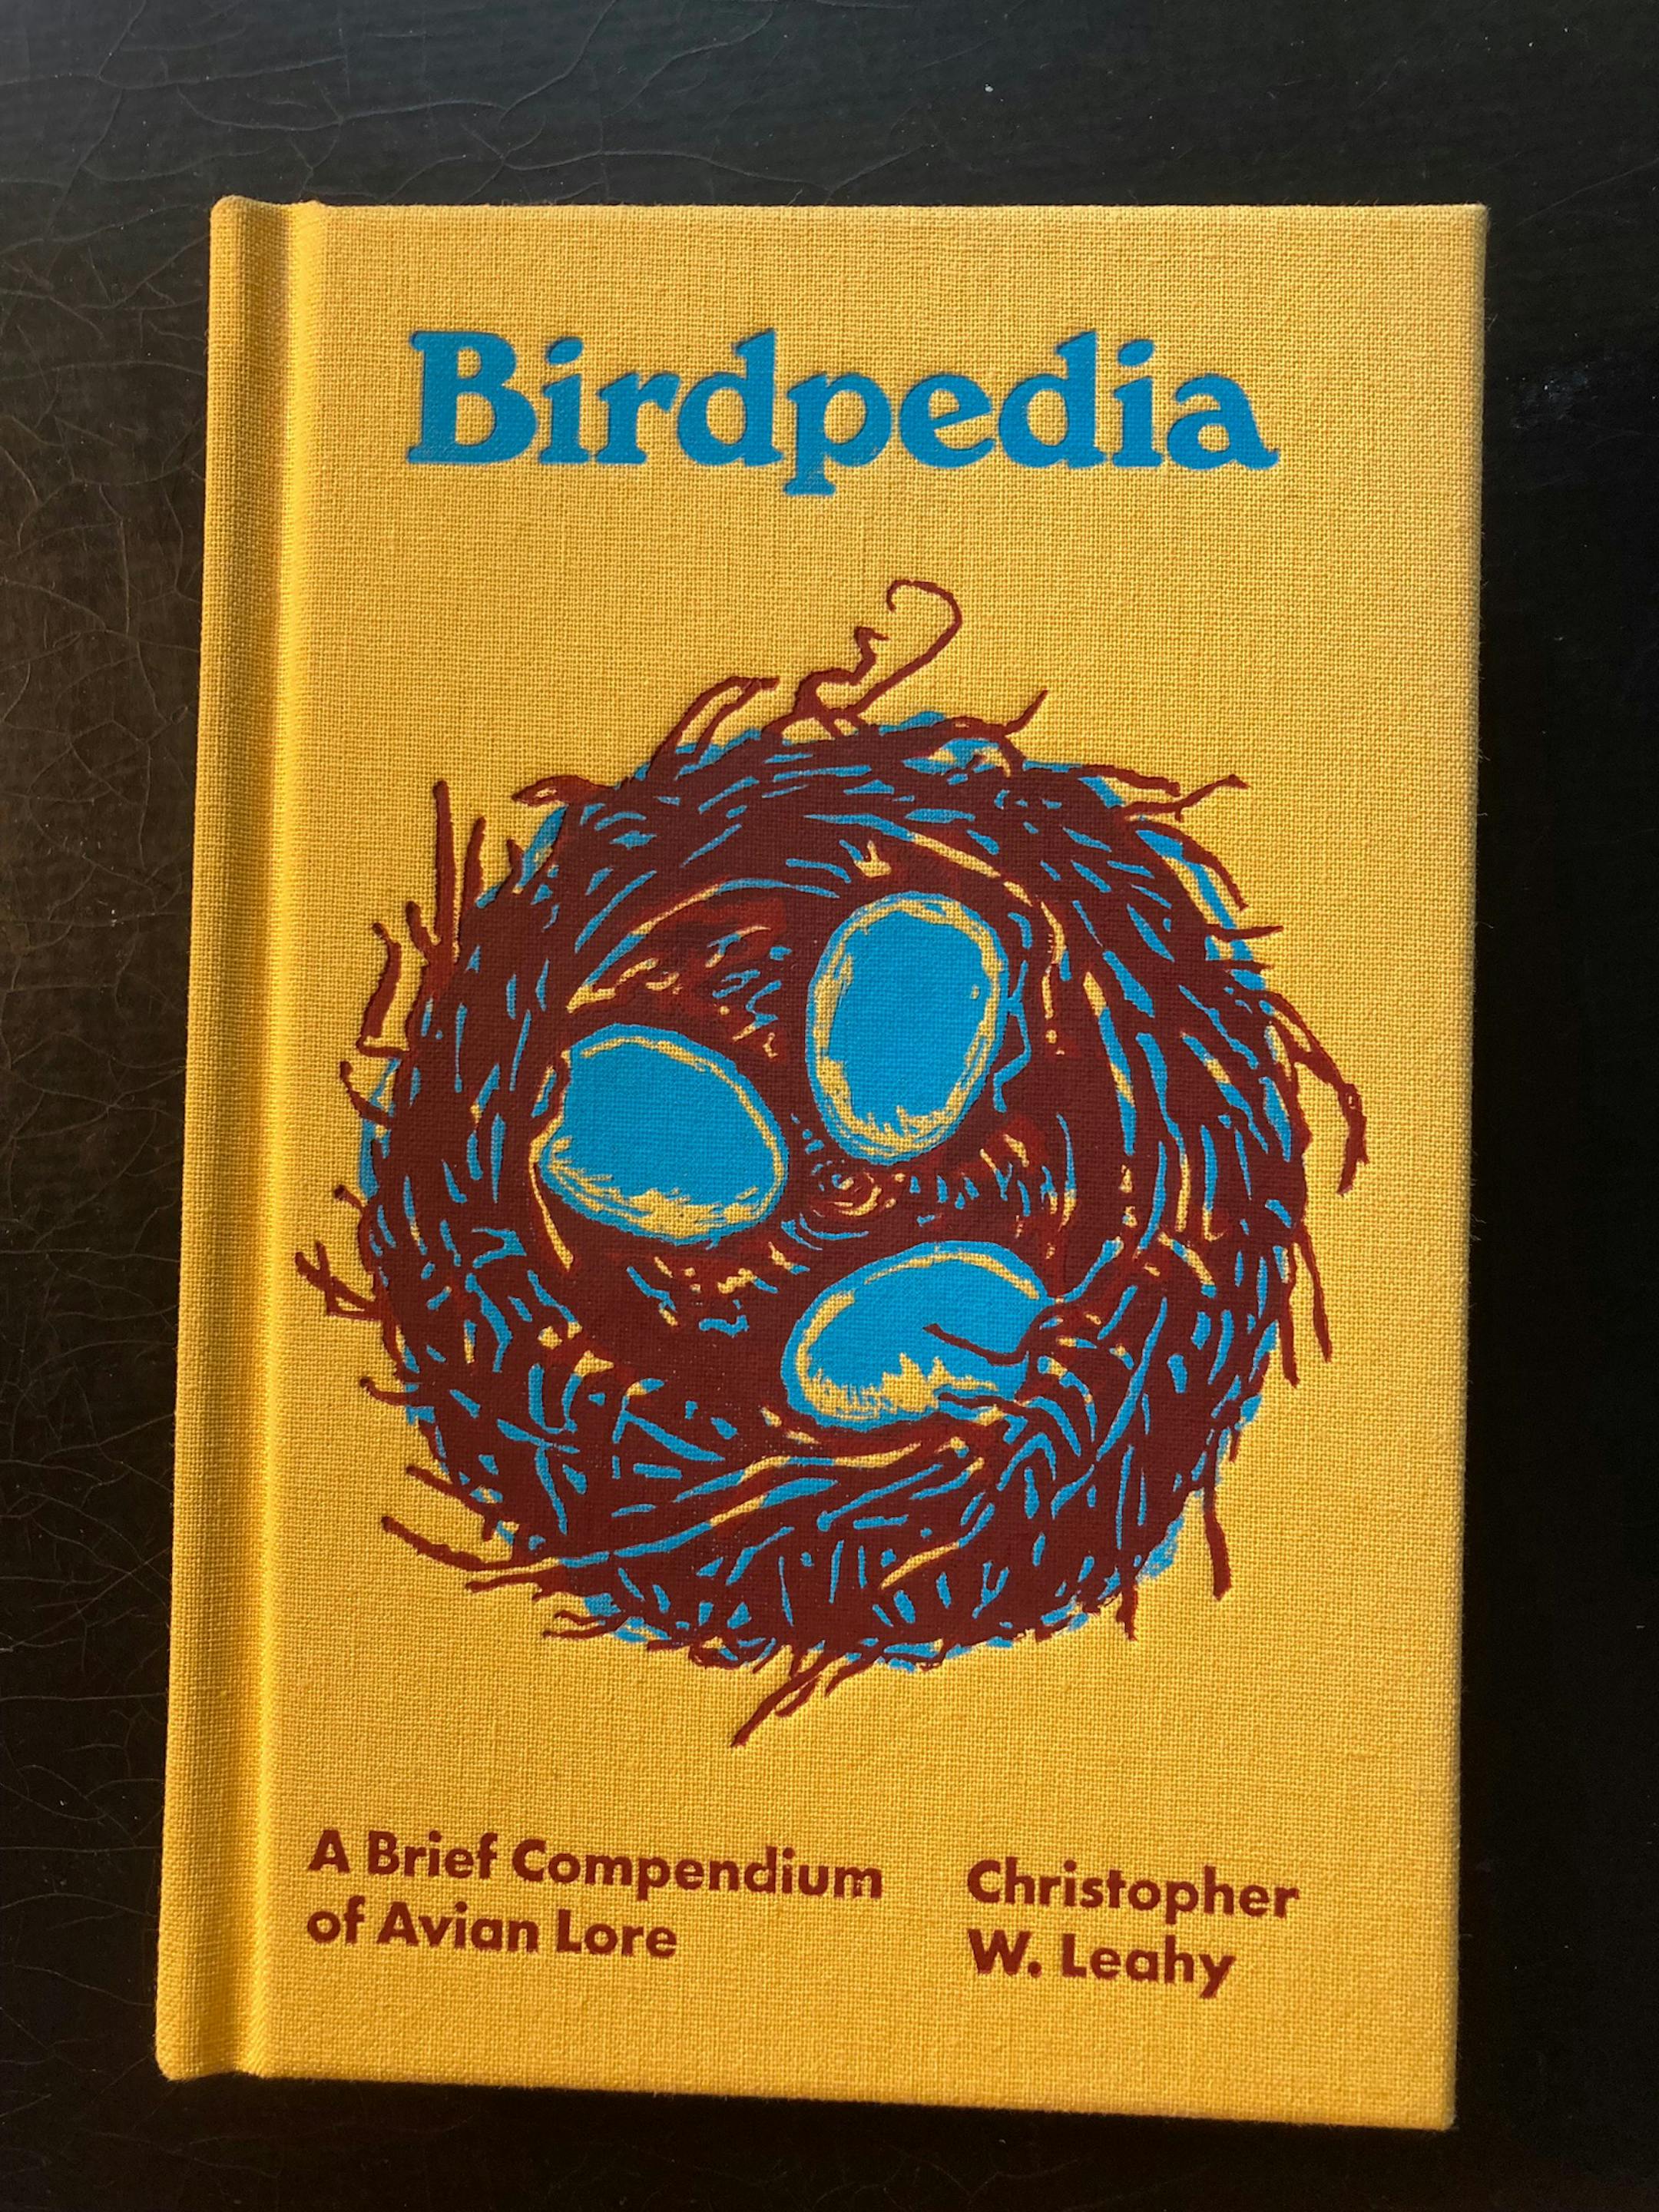 Birdpedia
A Brief Compendium
of Avian Lore
Christopher
W. Leahy